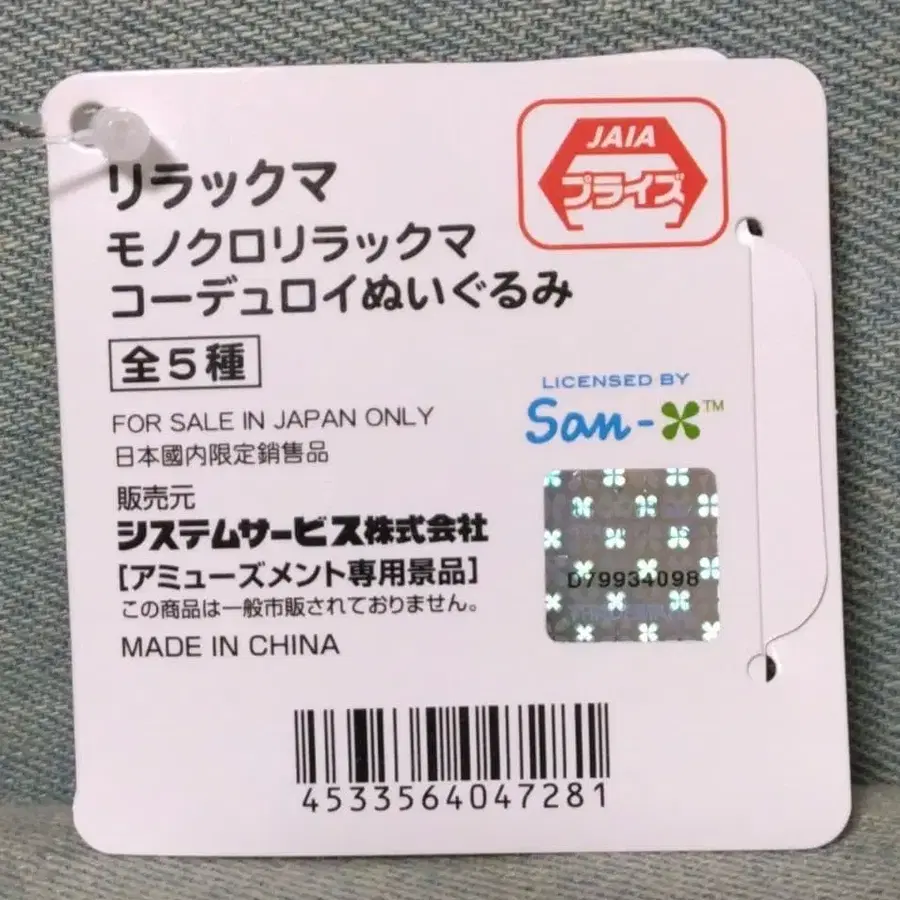 JAIA
プライズ
リラックマ
モノクロリラックマ
コーデュロイぬいぐるみ
全5種
FOR SALE IN JAPAN ONLY
日本國内限定銷售品
LICENSED BY
San-X™
販売元
システムサービス株式会社
[アミューズメント専用景品]
この商品は一般市販されておりません。
MADE IN CHINA
D79934098
4533564047281